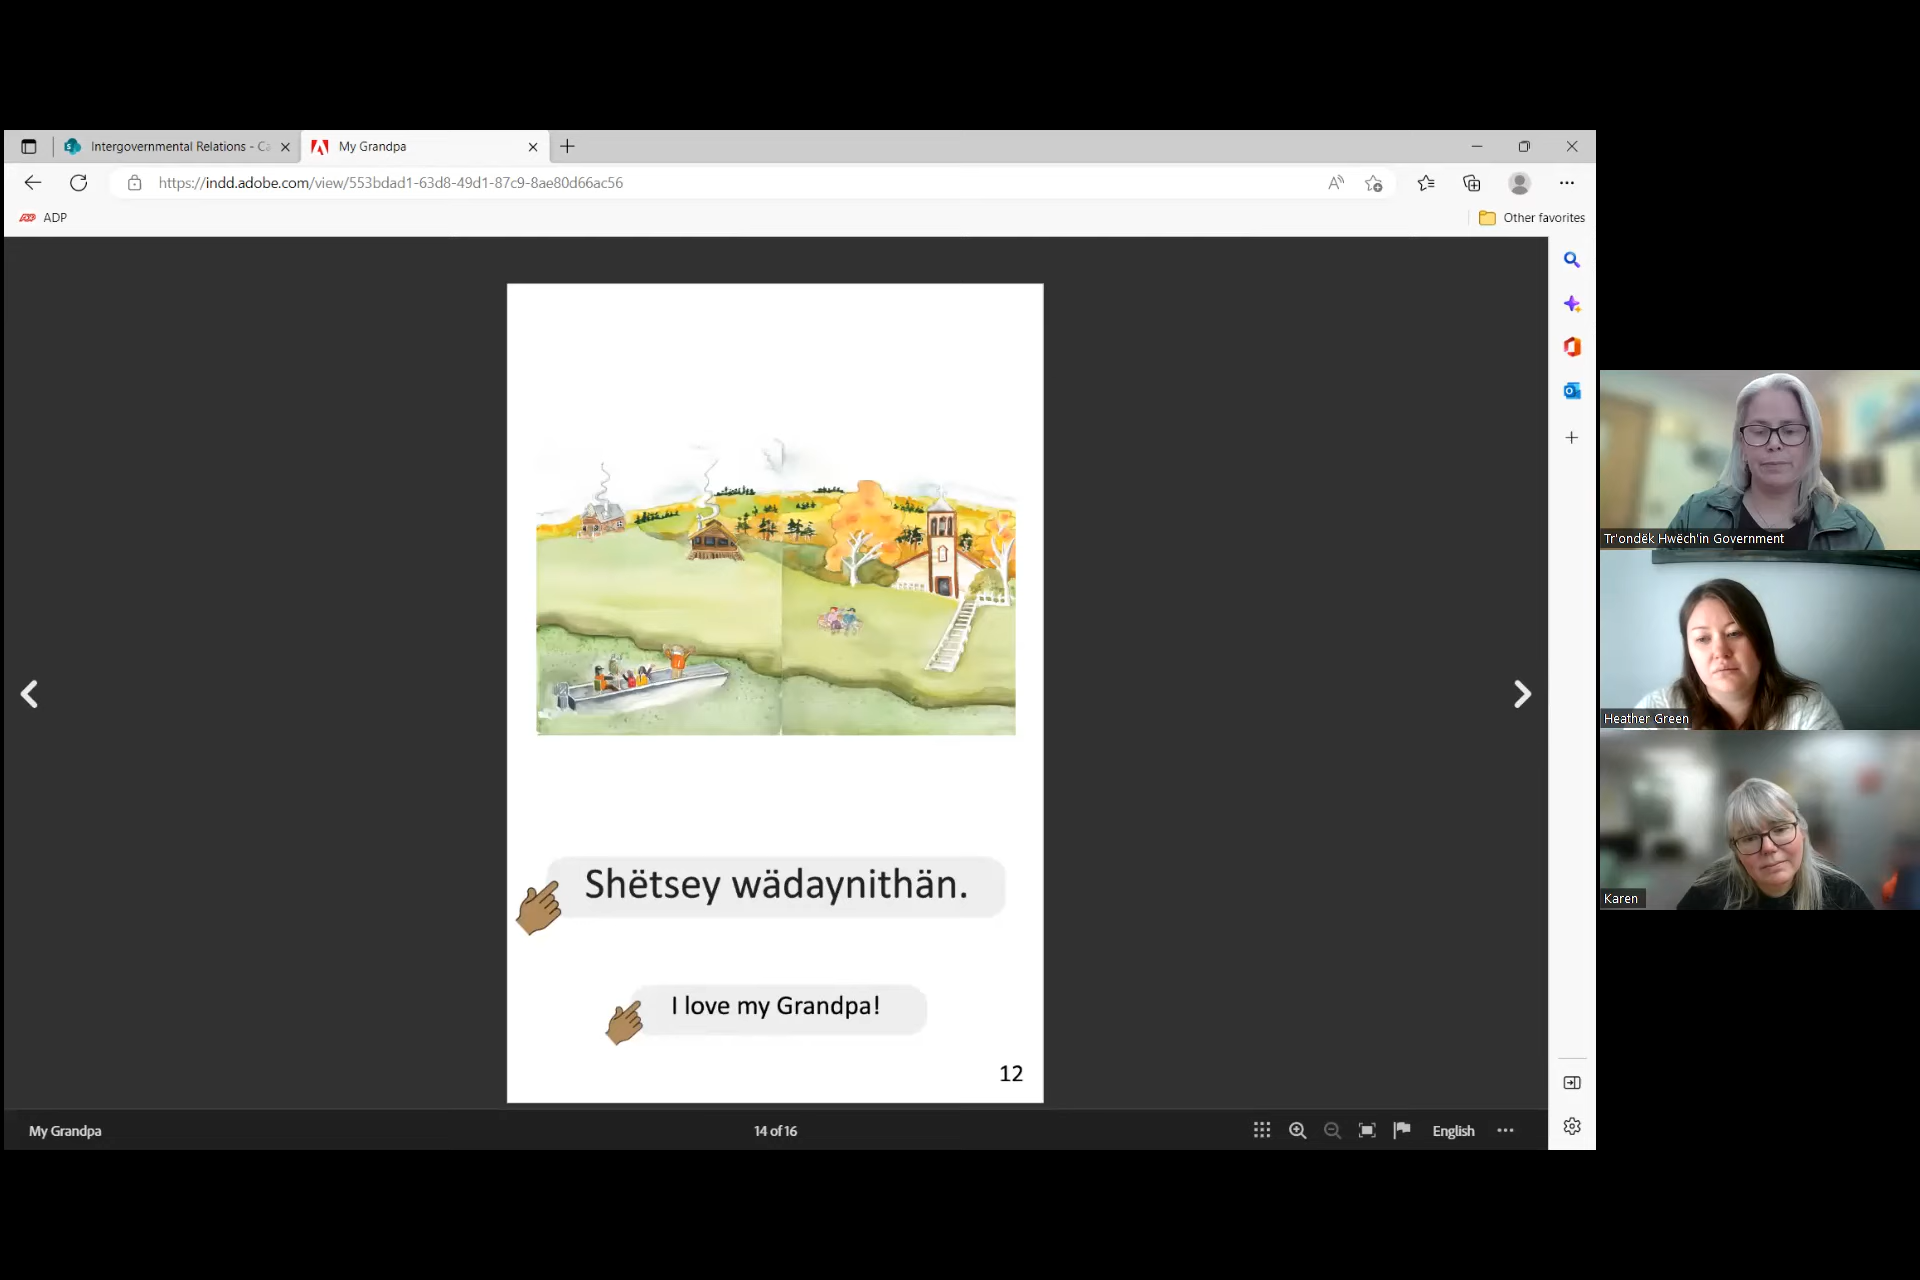 Intergovernmental Relations - Ca
My Grandpa
https://indd.adobe.com/view/553bdad1-63d8-49d1-87c9-8ae80d66ac56
ADP
Other favorites
Shëtsey wädaynithän.
I love my Grandpa!
12
My Grandpa
14 of 16
English
Tr'ondëk Hwëch'in Government
Heather Green
Karen